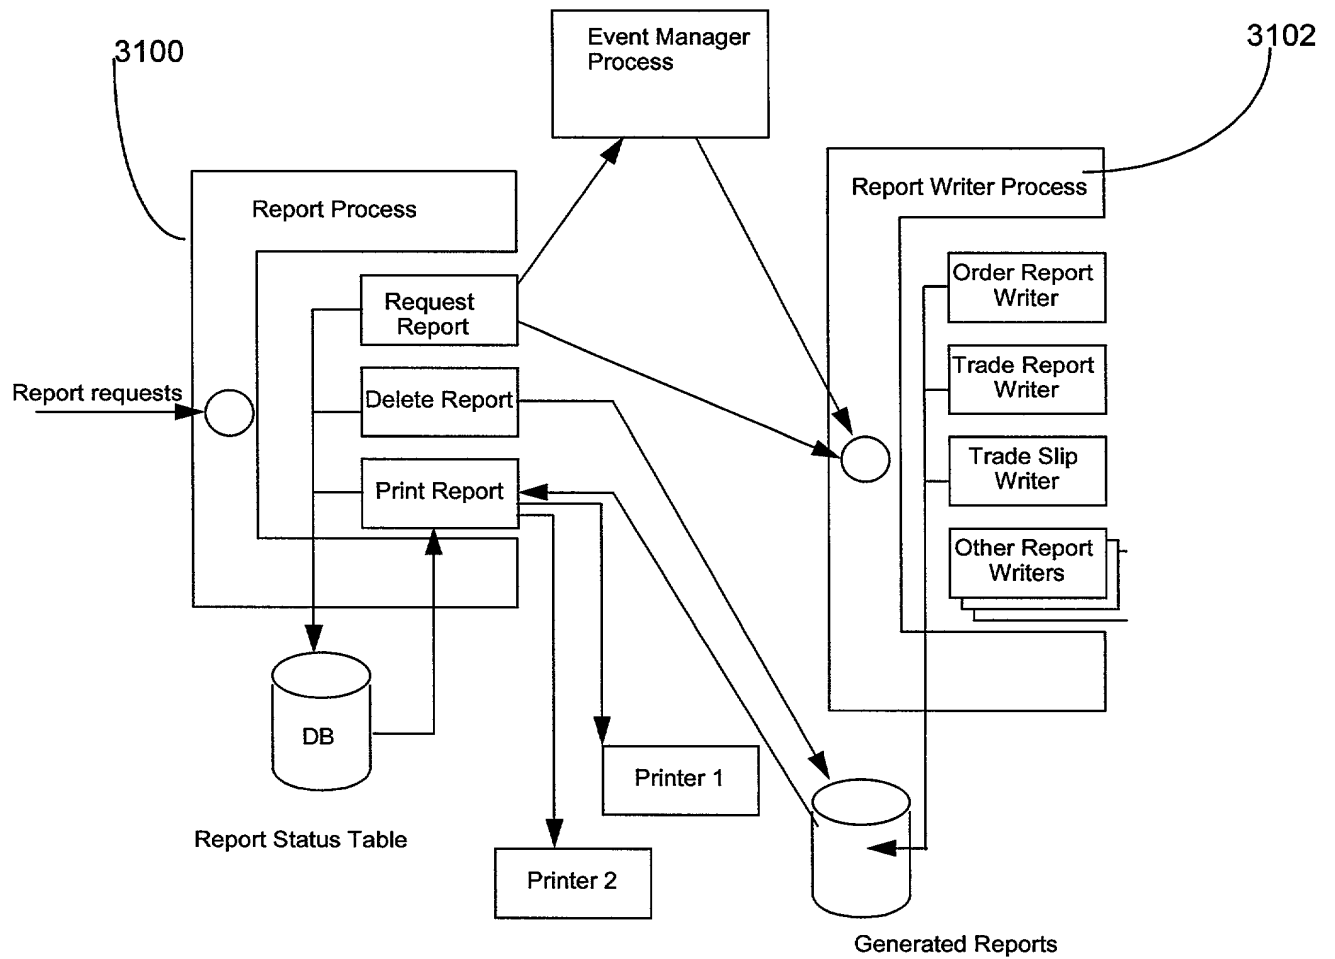 3100
Event Manager
Process
3102
Report Process
Report Writer Process
Request
Report
Order Report
Writer
Report requests
Delete Report
Trade Report
Writer
Print Report
Trade Slip
Writer
Other Report
Writers
DB
Printer 1
Report Status Table
Printer 2
Generated Reports